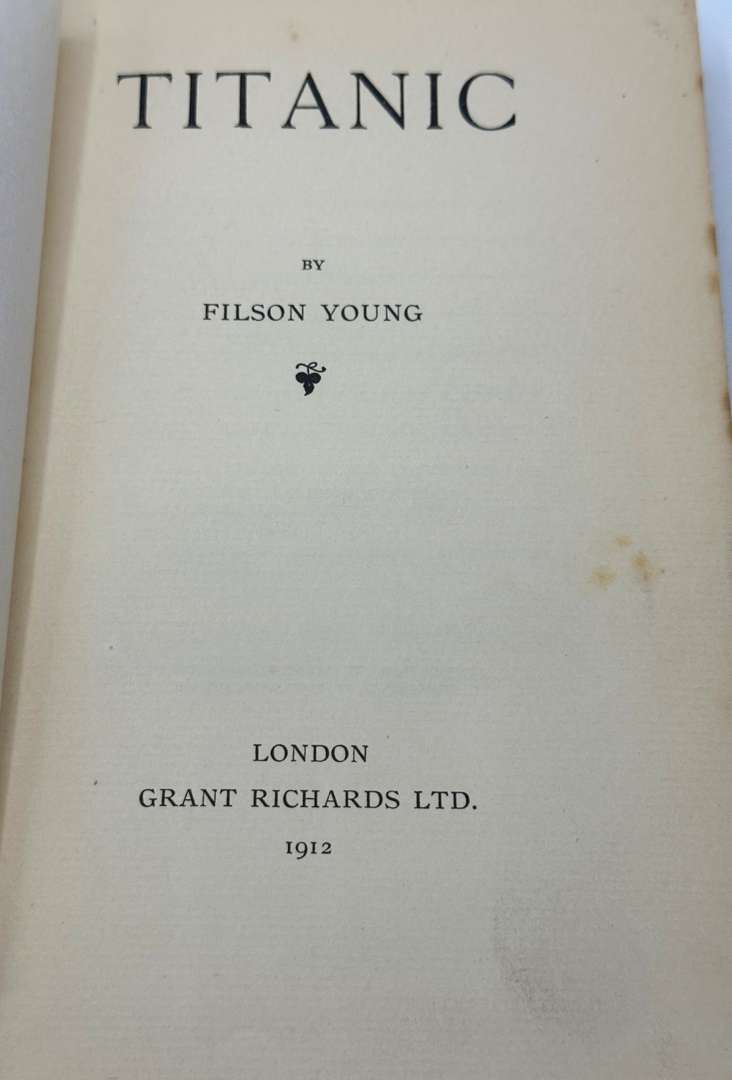 TITANIC
BY
FILSON YOUNG
LONDON
GRANT RICHARDS LTD.
1912